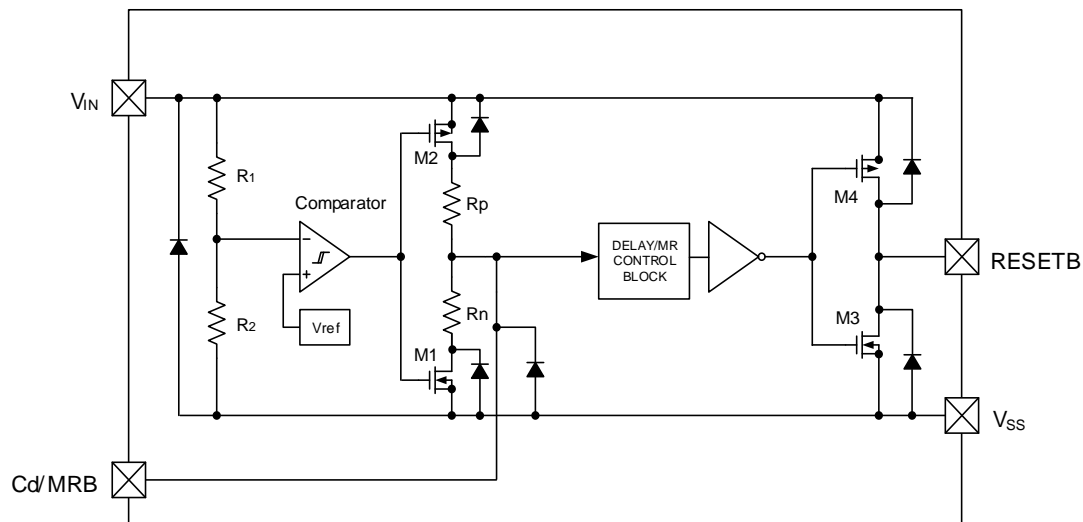 VIN
M2
R1
Rp
M4
Comparator
−
+
DELAY/MR
CONTROL
BLOCK
RESETB
R2
Vref
Rn
M3
M1
VSS
Cd/MRB